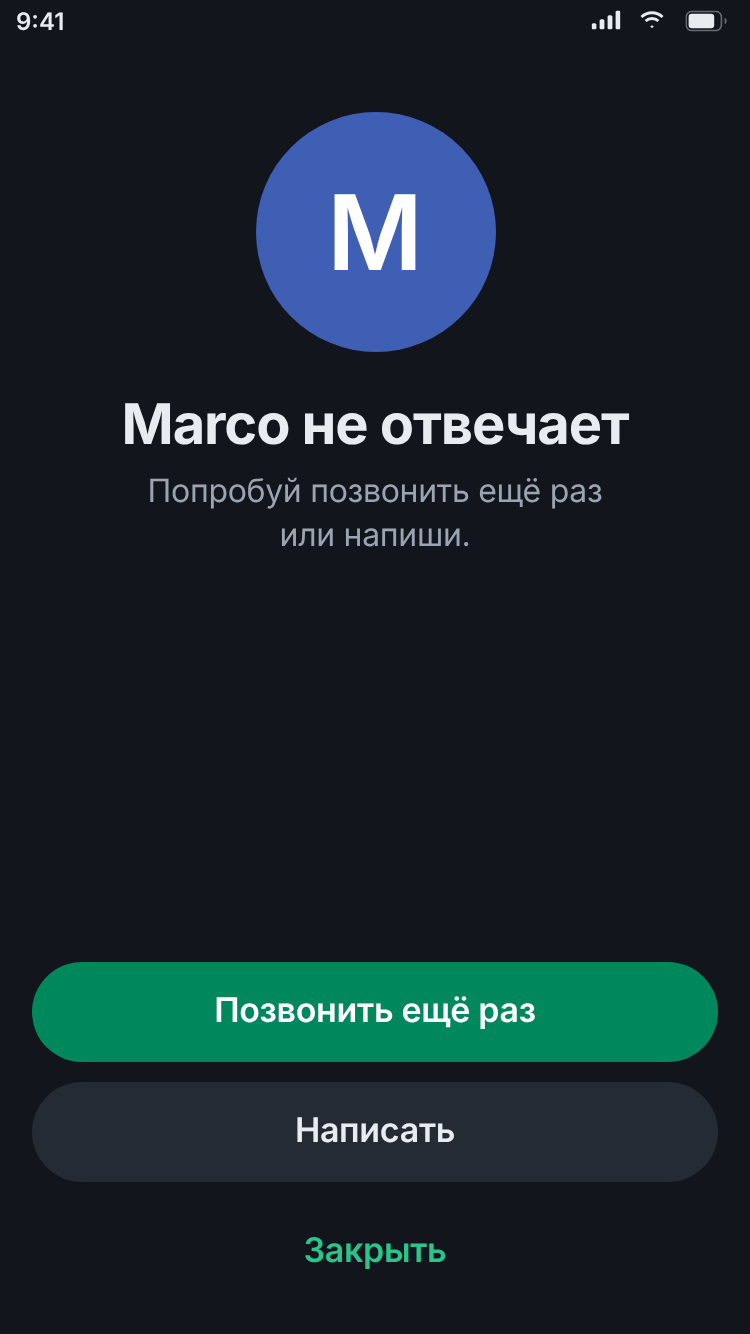 9:41
M
Marco не отвечает
Попробуй позвонить ещё раз
или напиши.
Позвонить ещё раз
Написать
Закрыть